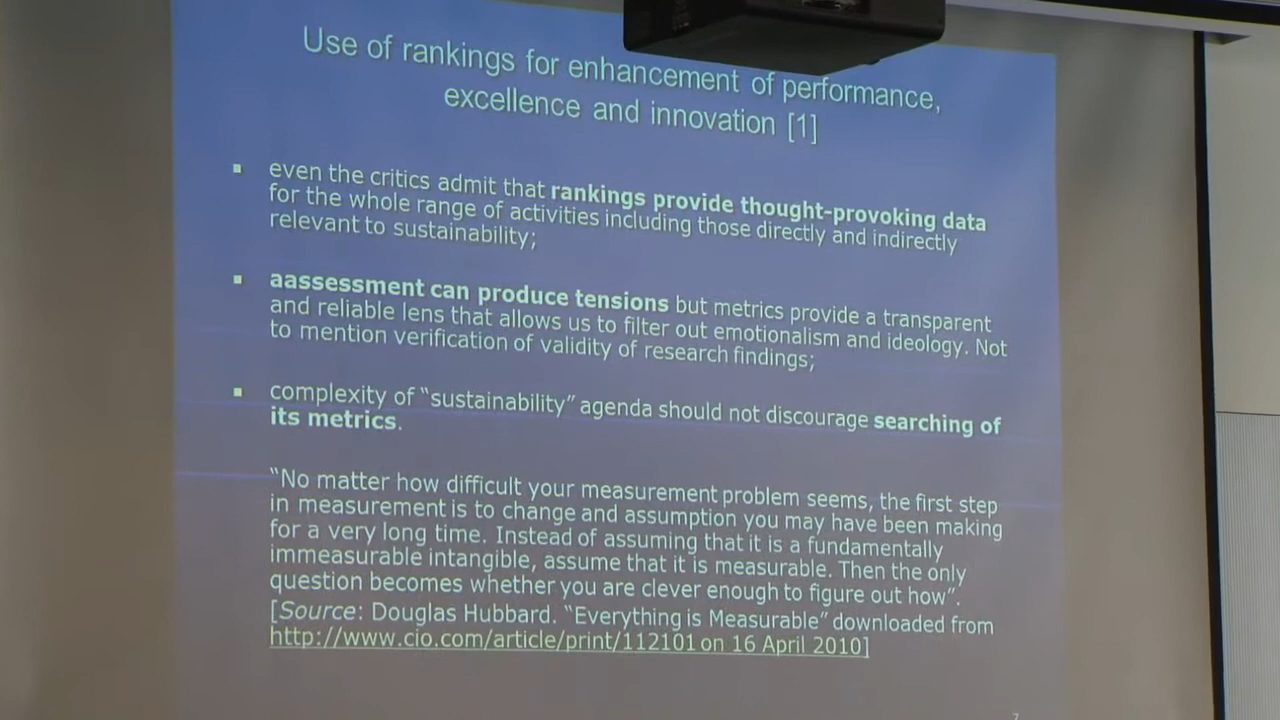 Use of rankings for enhancement of performance,
excellence and innovation [1]
▪ even the critics admit that rankings provide thought-provoking data
for the whole range of activities including those directly and indirectly
relevant to sustainability;
▪ aassessment can produce tensions but metrics provide a transparent
and reliable lens that allows us to filter out emotionalism and ideology. Not
to mention verification of validity of research findings;
▪ complexity of “sustainability” agenda should not discourage searching of
its metrics.
“No matter how difficult your measurement problem seems, the first step
in measurement is to change and assumption you may have been making
for a very long time. Instead of assuming that it is a fundamentally
immeasurable intangible, assume that it is measurable. Then the only
question becomes whether you are clever enough to figure out how”.
[Source: Douglas Hubbard. “Everything is Measurable” downloaded from
http://www.cio.com/article/print/112101 on 16 April 2010]